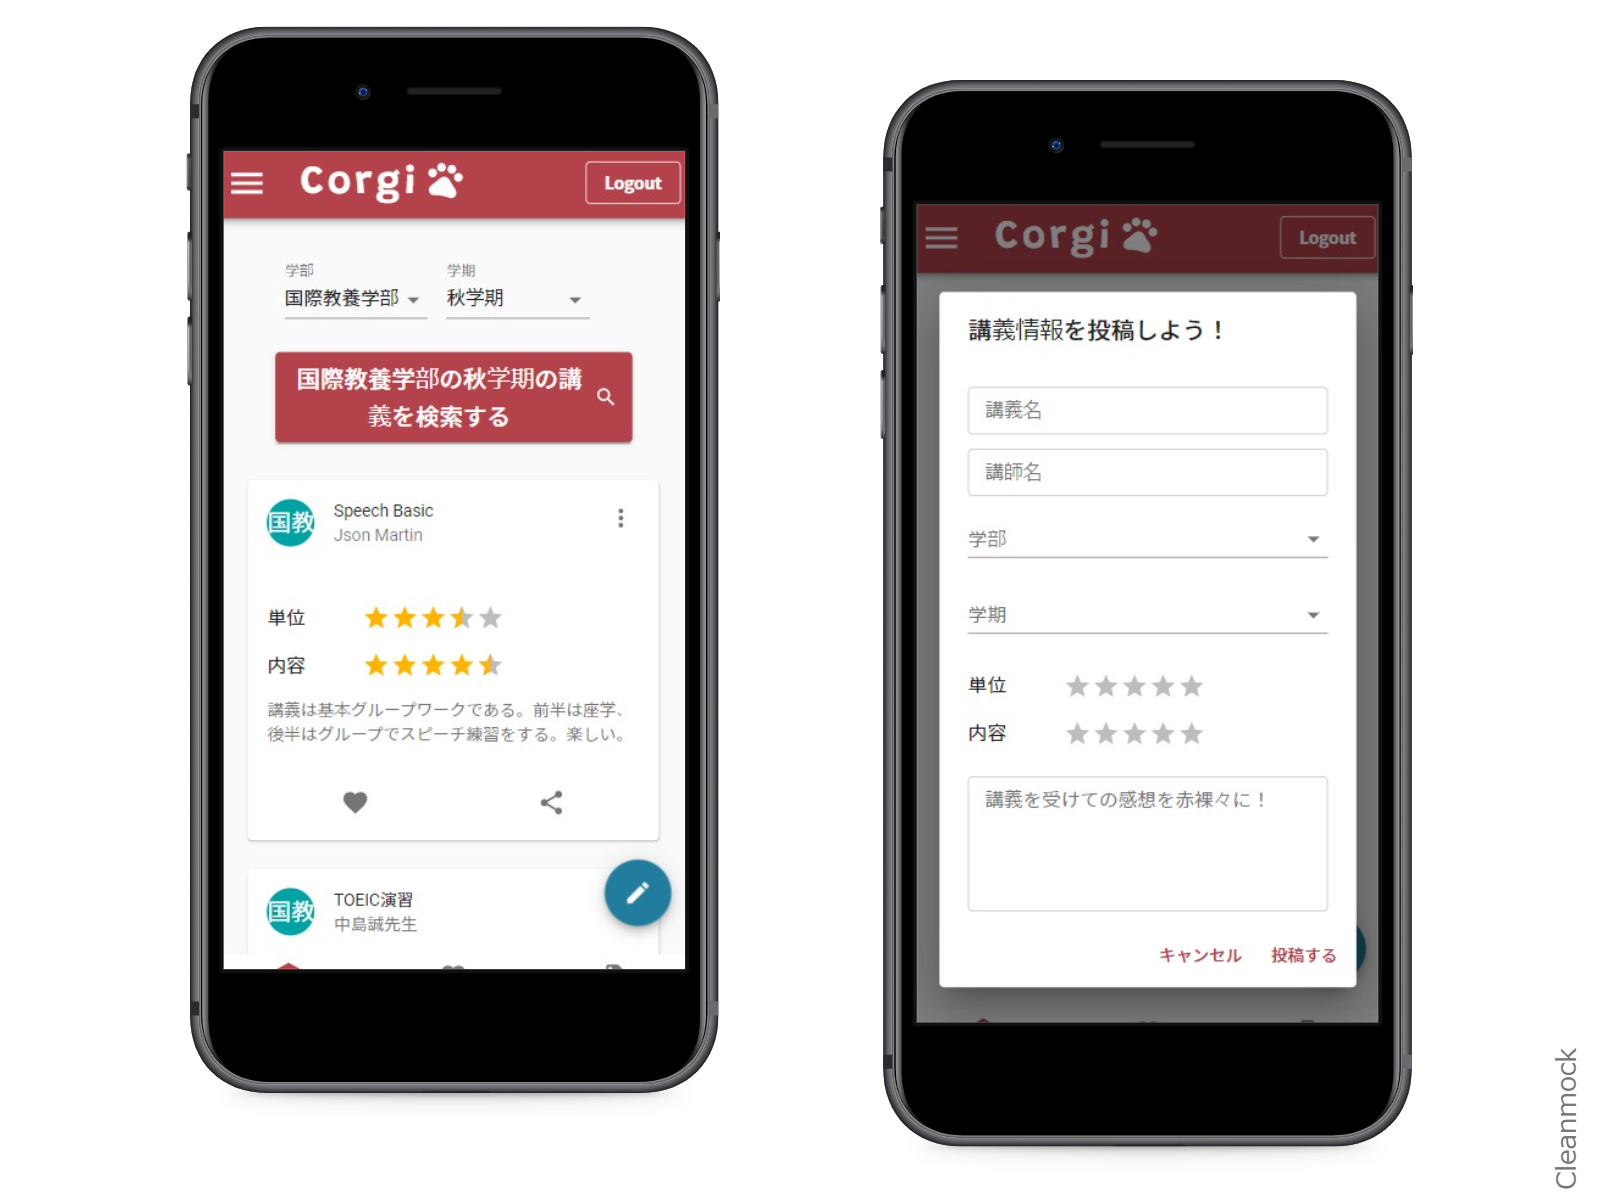 Corgi
Logout
学部
学期
国際教養学部
秋学期
国際教養学部の秋学期の講
義を検索する
国教
Speech Basic
Json Martin
単位
内容
講義は基本グループワークである。前半は座学、
後半はグループでスピーチ練習をする。楽しい。
国教
TOEIC演習
中島誠先生
Corgi
Logout
講義情報を投稿しよう！
講義名
講師名
学部
学期
単位
内容
講義を受けての感想を赤裸々に！
キャンセル
投稿する
Cleanmock